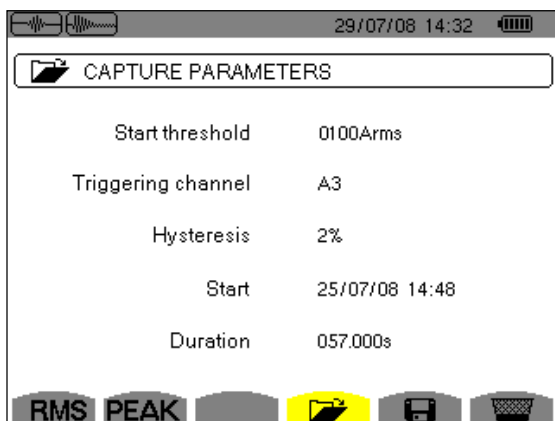 29/07/08 14:32
CAPTURE PARAMETERS
Start threshold 0100Arms
Triggering channel A3
Hysteresis 2%
Start 25/07/08 14:48
Duration 057.000s
RMS PEAK